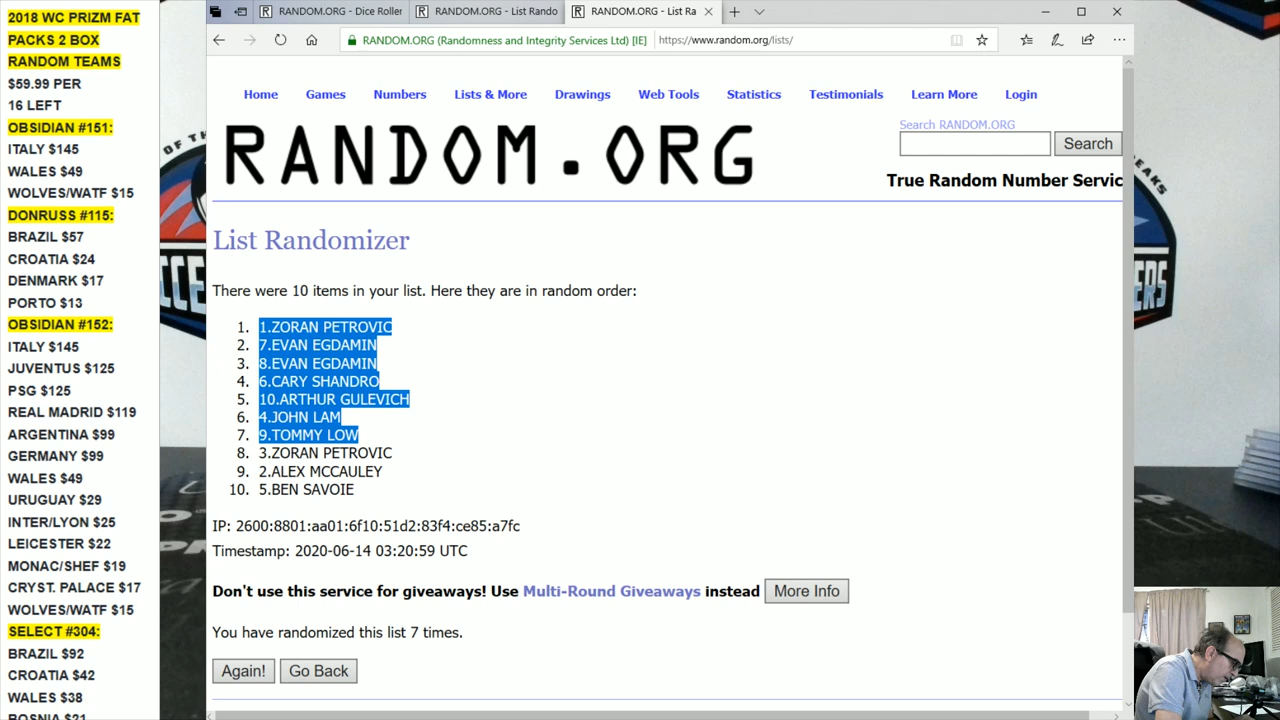 2018 WC PRIZM FAT
PACKS 2 BOX
RANDOM TEAMS
$59.99 PER
16 LEFT
OBSIDIAN #151:
ITALY $145
WALES $49
WOLVES/WATF $15
DONRUSS #115:
BRAZIL $57
CROATIA $24
DENMARK $17
PORTO $13
OBSIDIAN #152:
ITALY $145
JUVENTUS $125
PSG $125
REAL MADRID $119
ARGENTINA $99
GERMANY $99
WALES $49
URUGUAY $29
INTER/LYON $25
LEICESTER $22
MONAC/SHEF $19
CRYST. PALACE $17
WOLVES/WATF $15
SELECT #304:
BRAZIL $92
CROATIA $42
WALES $38
BOSNIA $21
RANDOM.ORG - Dice Roller
RANDOM.ORG - List Rando
RANDOM.ORG - List Ra
RANDOM.ORG (Randomness and Integrity Services Ltd) [IE]
https://www.random.org/lists/
Home Games Numbers Lists & More Drawings Web Tools Statistics Testimonials Learn More Login
Search RANDOM.ORG
Search
RANDOM.ORG
True Random Number Servic
List Randomizer
There were 10 items in your list. Here they are in random order:
1. 1.ZORAN PETROVIC
2. 7.EVAN EGDAMIN
3. 8.EVAN EGDAMIN
4. 6.CARY SHANDRO
5. 10.ARTHUR GULEVICH
6. 4.JOHN LAM
7. 9.TOMMY LOW
8. 3.ZORAN PETROVIC
9. 2.ALEX MCCAULEY
10. 5.BEN SAVOIE
IP: 2600:8801:aa01:6f10:51d2:83f4:ce85:a7fc
Timestamp: 2020-06-14 03:20:59 UTC
Don't use this service for giveaways! Use Multi-Round Giveaways instead More Info
You have randomized this list 7 times.
Again! Go Back
OF TH
CCE
EAKS
ERS